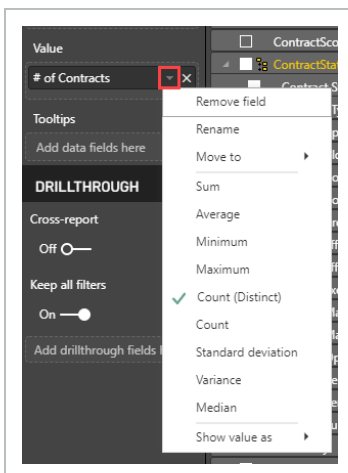 Value
# of Contracts
Tooltips
Add data fields here
DRILLTHROUGH
Cross-report
Off
Keep all filters
On
Add drillthrough fields
Remove field
Rename
Move to
Sum
Average
Minimum
Maximum
Count (Distinct)
Count
Standard deviation
Variance
Median
Show value as
ContractSco
ContractStat